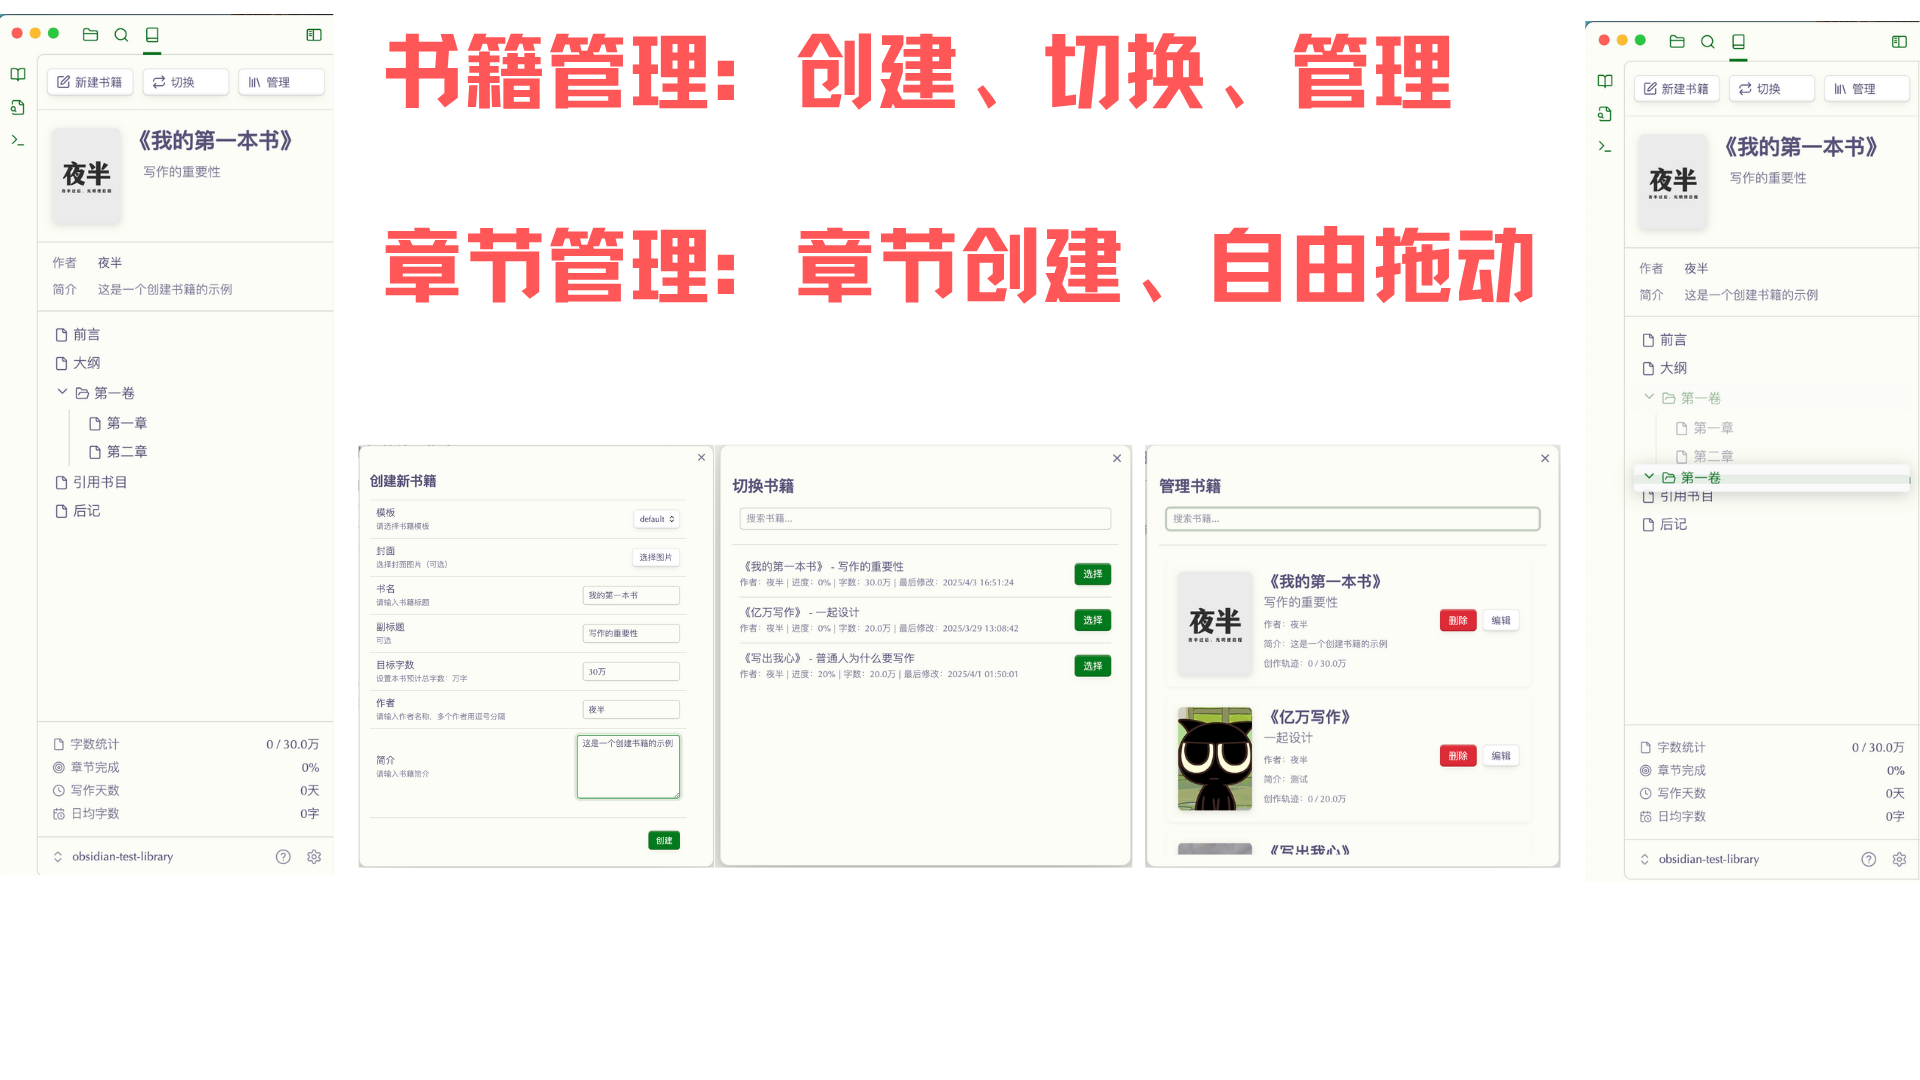 新建书籍 切换 管理
夜半
《我的第一本书》
写作的重要性
作者 夜半
简介 这是一个创建书籍的示例
前言
大纲
第一卷
第一章
第二章
引用书目
后记
字数统计 0 / 30.0万
章节完成 0%
写作天数 0天
日均字数 0字
obsidian-test-library
书籍管理：创建、切换、管理
章节管理：章节创建、自由拖动
创建新书籍
模板
请选择书籍模板
default
封面
选择封面图片（可选）
选择图片
书名
请输入书籍标题
我的第一本书
副标题
可选
写作的重要性
目标字数
设置本书预计总字数：万字
30万
作者
请输入作者名称，多个作者用逗号分隔
夜半
简介
请输入书籍简介
这是一个创建书籍的示例
创建
切换书籍
搜索书籍...
《我的第一本书》 - 写作的重要性
作者：夜半 | 进度：0% | 字数：30.0万 | 最后修改：2025/4/3 16:51:24
选择
《亿万写作》 - 一起设计
作者：夜半 | 进度：0% | 字数：20.0万 | 最后修改：2025/3/29 13:08:42
选择
《写出我心》 - 普通人为什么要写作
作者：夜半 | 进度：20% | 字数：20.0万 | 最后修改：2025/4/1 01:50:01
选择
管理书籍
搜索书籍...
夜半
《我的第一本书》
写作的重要性
作者：夜半
简介：这是一个创建书籍的示例
创作轨迹：0 / 30.0万
删除 编辑
《亿万写作》
一起设计
作者：夜半
简介：测试
创作轨迹：0 / 20.0万
删除 编辑
《写出我心》
新建书籍 切换 管理
夜半
《我的第一本书》
写作的重要性
作者 夜半
简介 这是一个创建书籍的示例
前言
大纲
第一卷
第一章
第二章
第一卷
引用书目
后记
字数统计 0 / 30.0万
章节完成 0%
写作天数 0天
日均字数 0字
obsidian-test-library